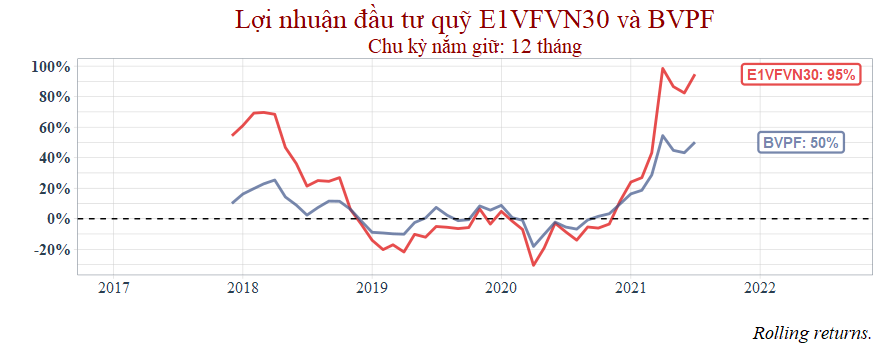 Lợi nhuận đầu tư quỹ E1VFVN30 và BVPF
Chu kỳ nắm giữ: 12 tháng
100%
80%
60%
40%
20%
0%
-20%
E1VFVN30: 95%
BVPF: 50%
2017 2018 2019 2020 2021 2022
Rolling returns.